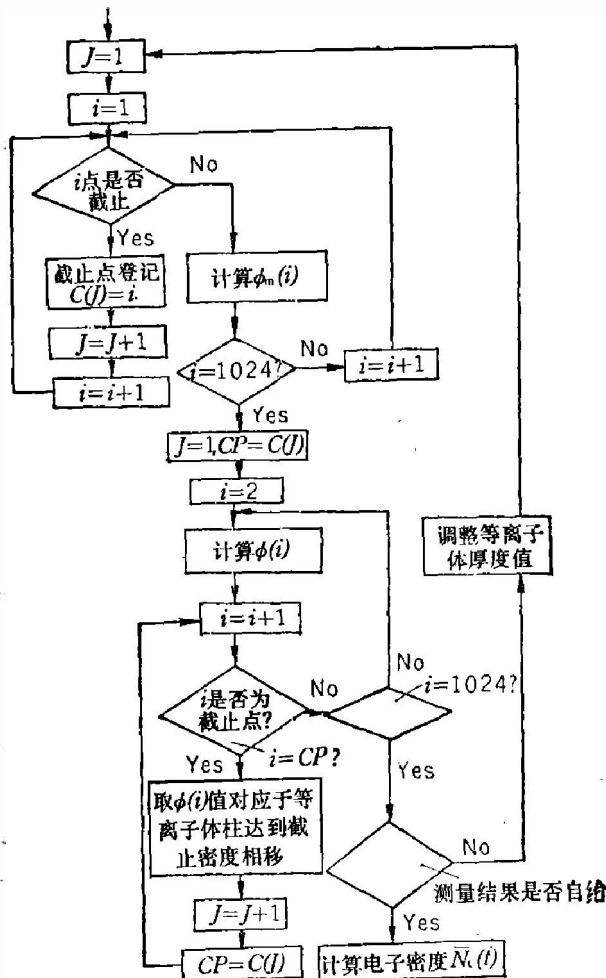 J=1
i=1
No
i点是否
截止
Yes
截止点登记
C(J)=i.
J=J+1
i=i+1
计算ϕm(i)
i=1024?
No
i=i+1
Yes
J=1,CP=C(J)
i=2
计算ϕ(i)
调整等离子
体厚度值
i=i+1
No
i=1024?
i是否为
截止点?
No
i=CP?
Yes
Yes
取ϕ(i)值对应于等
离子体柱达到截
止密度相移
No
测量结果是否自给
J=J+1
Yes
CP=C(J)
计算电子密度